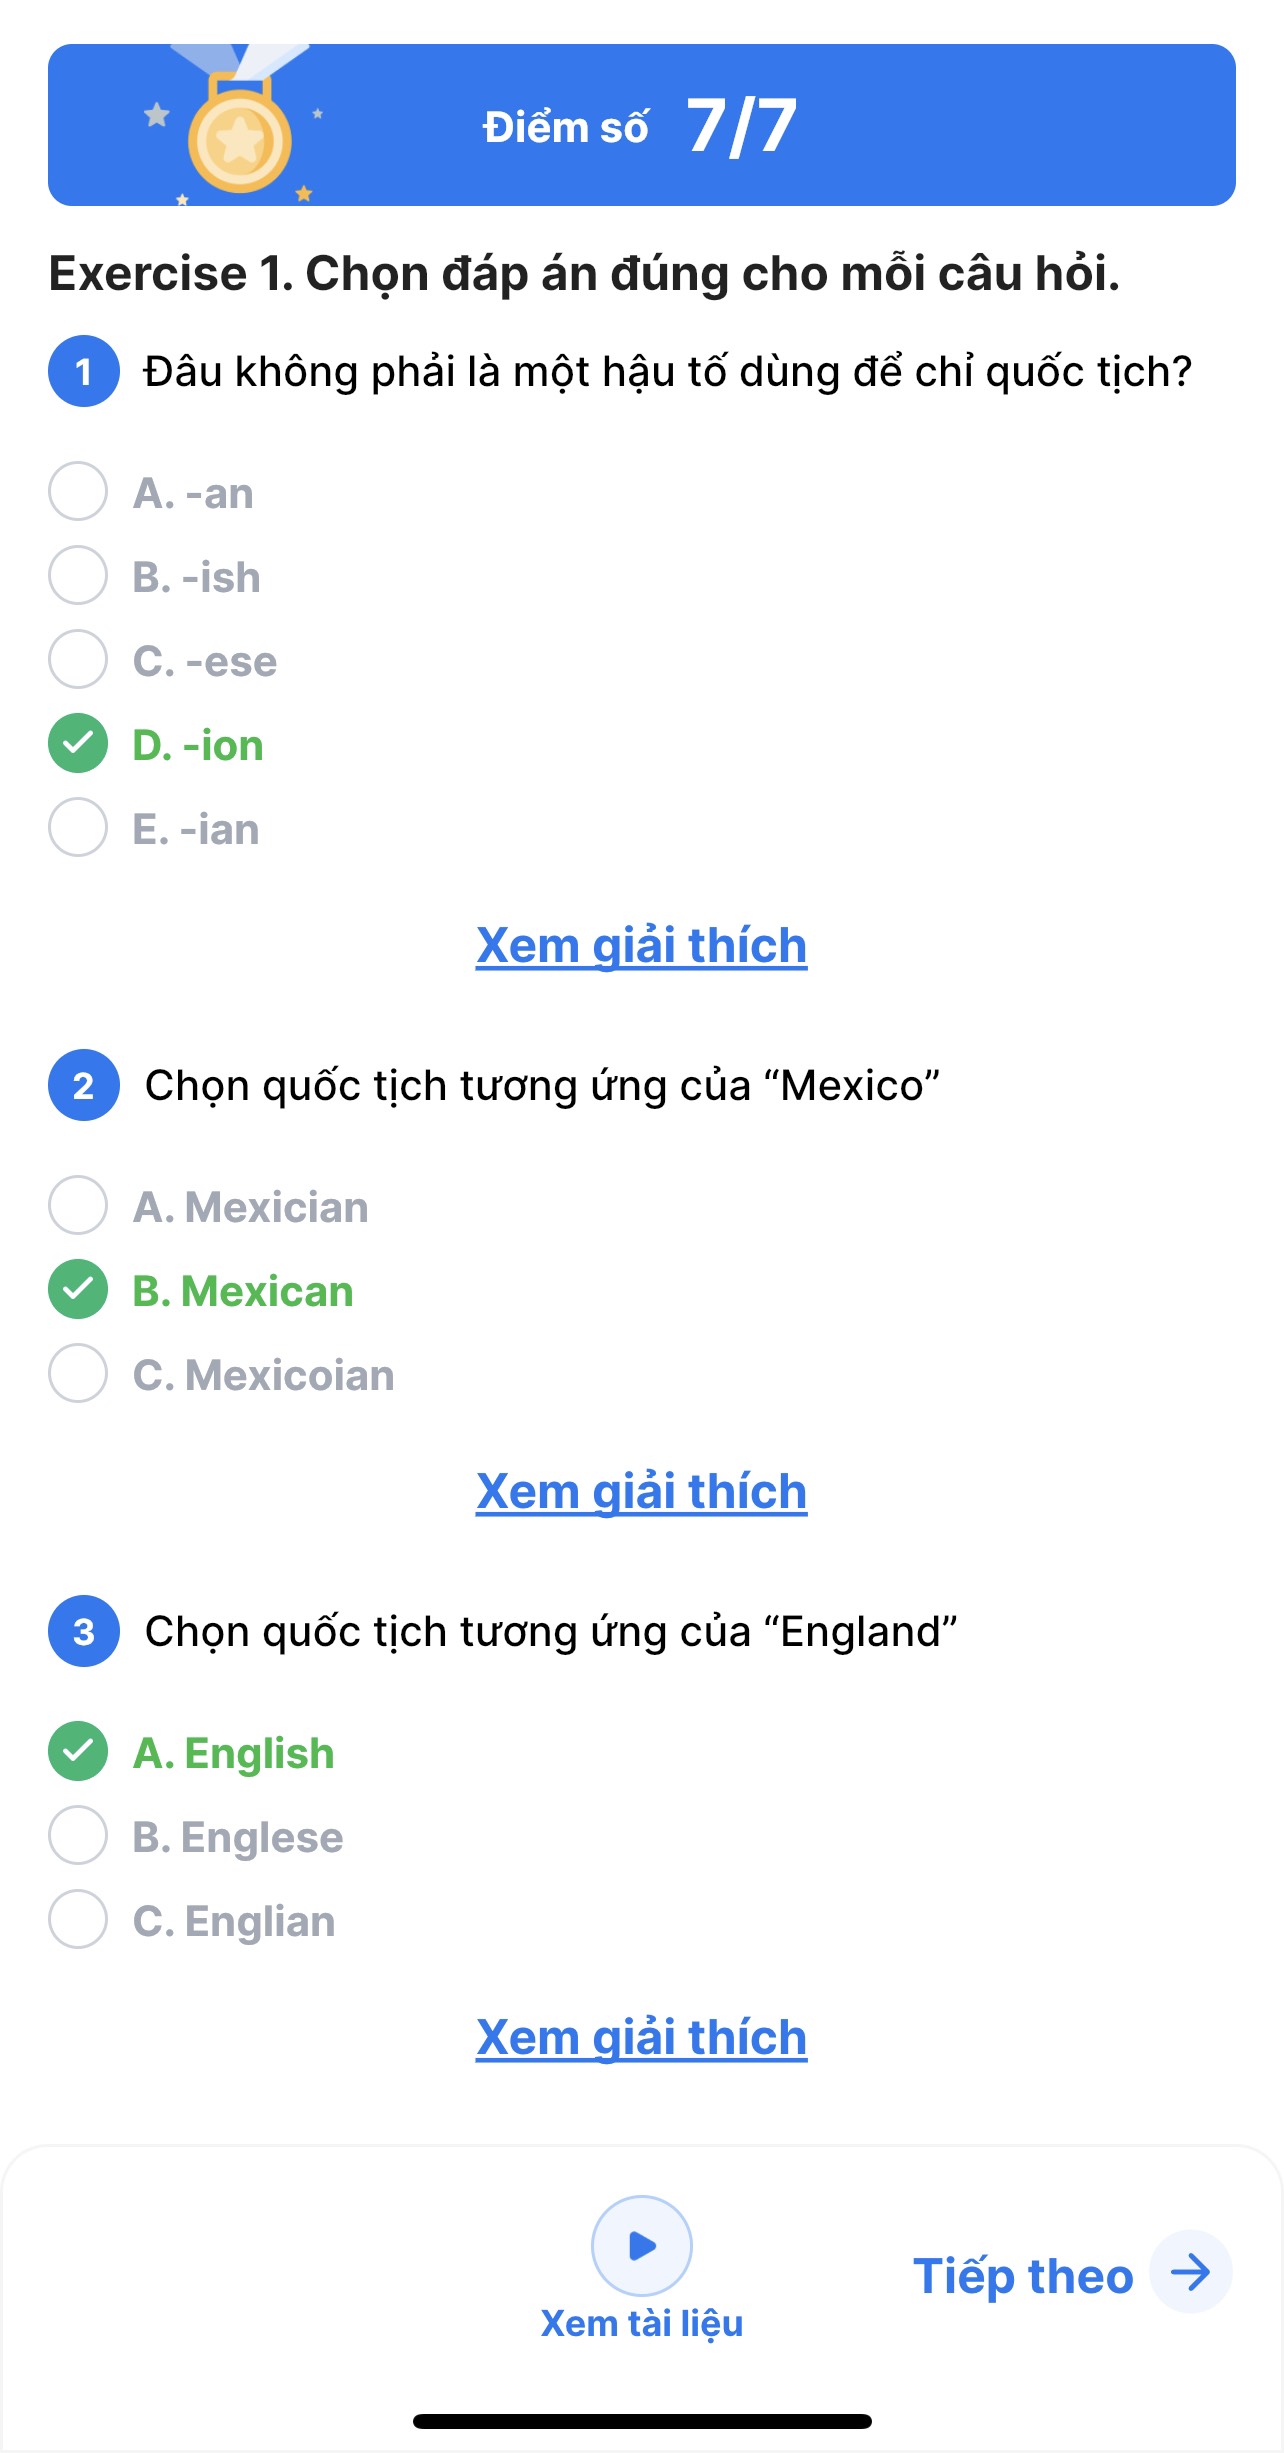 Điểm số 7/7
Exercise 1. Chọn đáp án đúng cho mỗi câu hỏi.
1 Đâu không phải là một hậu tố dùng để chỉ quốc tịch?
A. -an
B. -ish
C. -ese
D. -ion
E. -ian
Xem giải thích
2 Chọn quốc tịch tương ứng của “Mexico”
A. Mexician
B. Mexican
C. Mexicoian
Xem giải thích
3 Chọn quốc tịch tương ứng của “England”
A. English
B. Englese
C. Englian
Xem giải thích
Tiếp theo
Xem tài liệu